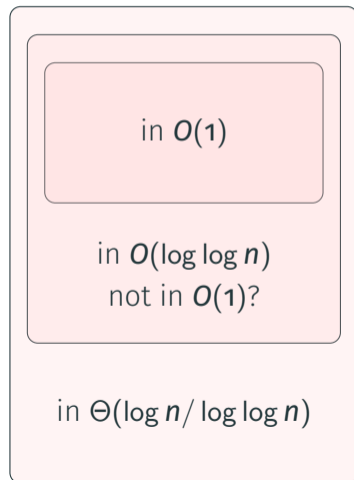 in O(1)
in O(log log n)
not in O(1)?
in Θ(log n/ log log n)